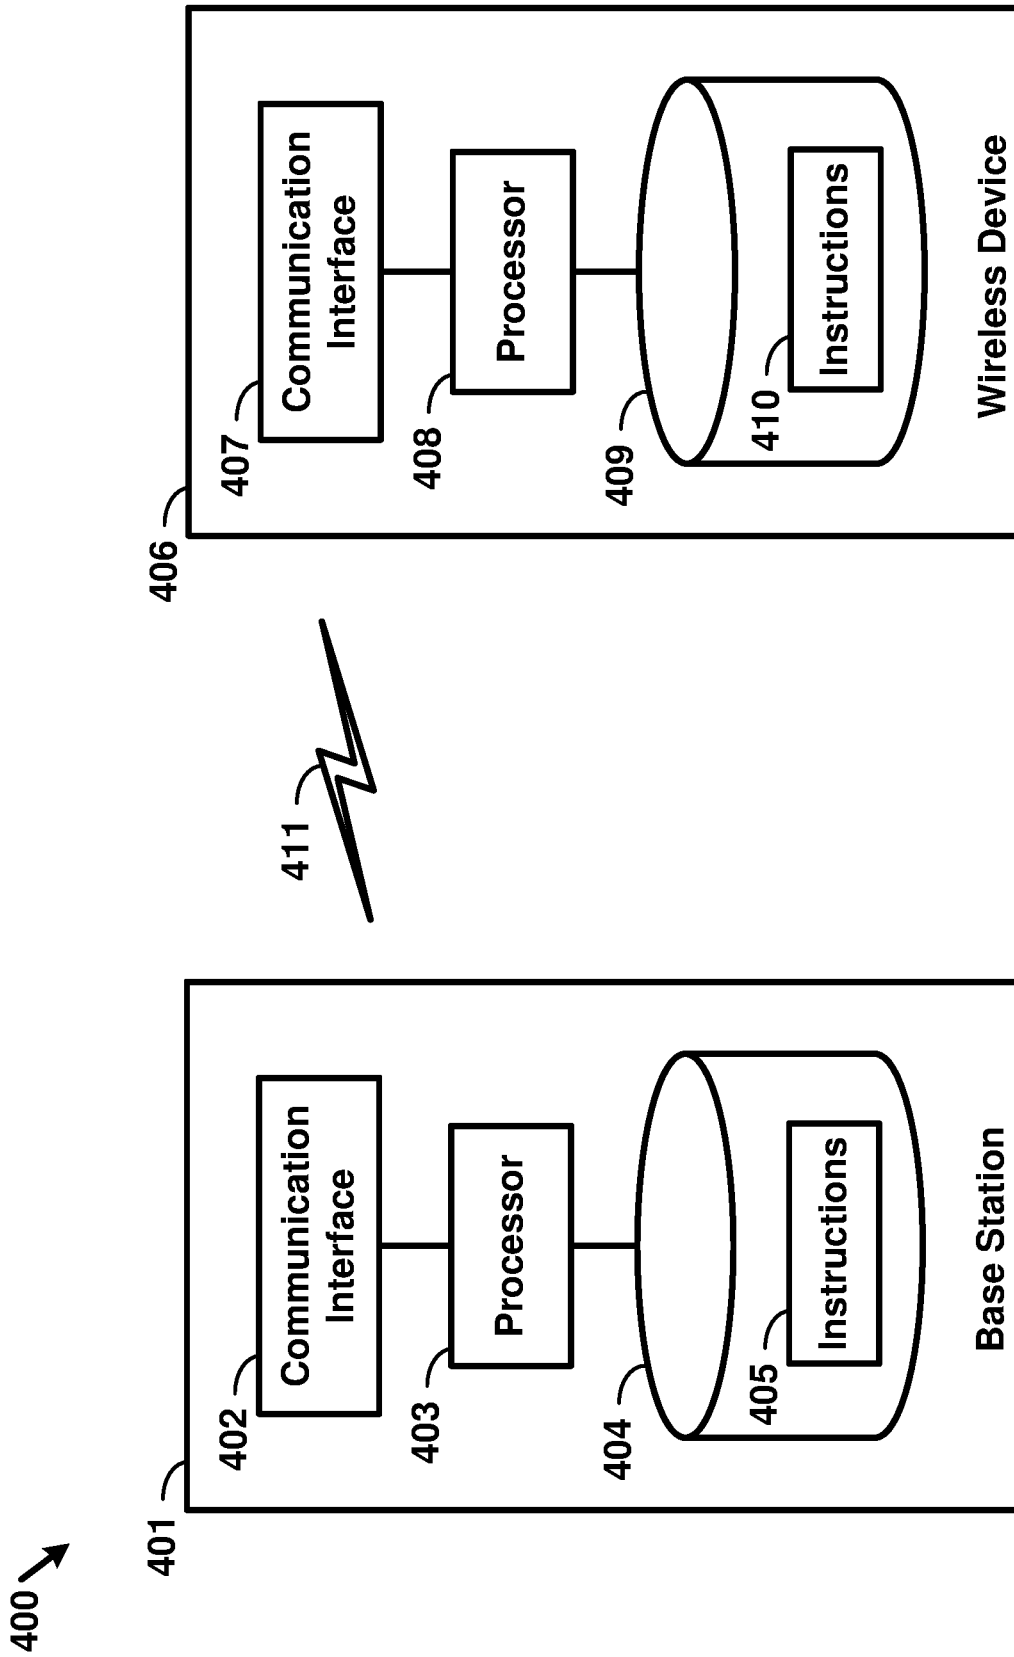 400
401
402
Communication
Interface
403
Processor
404
405
Instructions
Base Station
411
406
407
Communication
Interface
408
Processor
409
410
Instructions
Wireless Device